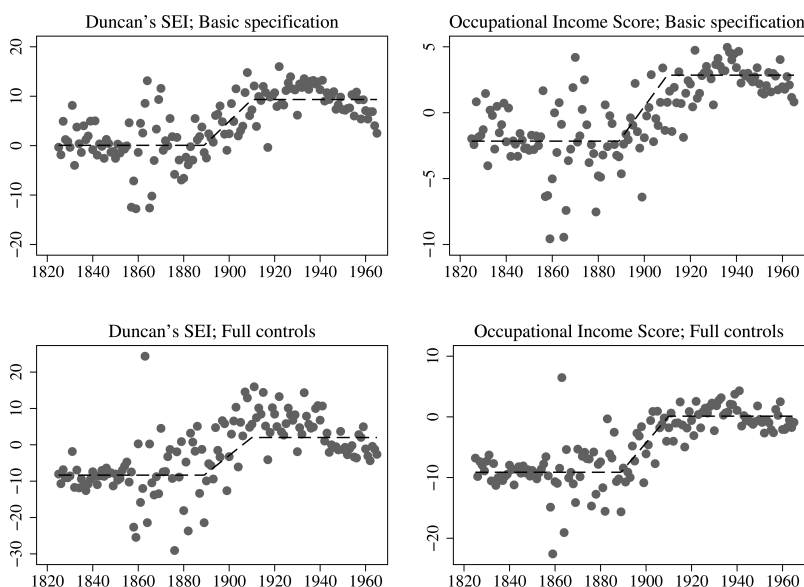 Duncan's SEI; Basic specification
20
10
0
−10
−20
1820 1840 1860 1880 1900 1920 1940 1960
Occupational Income Score; Basic specification
5
0
−5
−10
1820 1840 1860 1880 1900 1920 1940 1960
Duncan's SEI; Full controls
20
10
0
−10
−20
−30
1820 1840 1860 1880 1900 1920 1940 1960
Occupational Income Score; Full controls
10
0
−10
−20
1820 1840 1860 1880 1900 1920 1940 1960